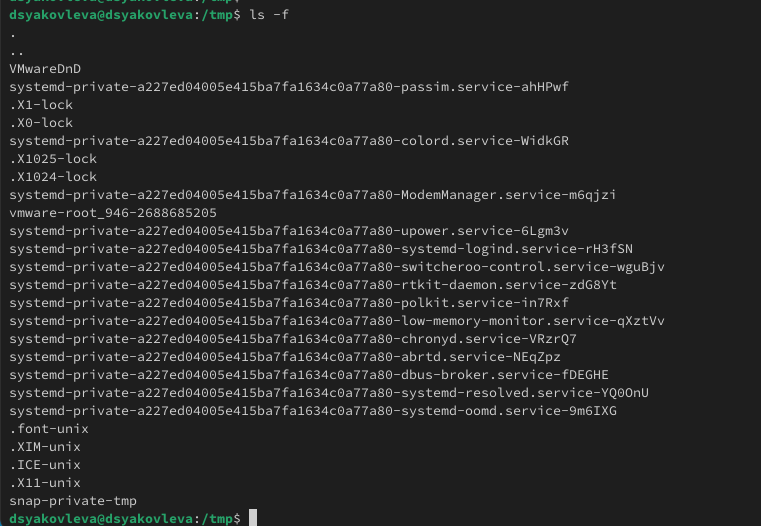 dsyakovleva@dsyakovleva:/tmp$ ls -f
.
..
VMwareDnD
systemd-private-a227ed04005e415ba7fa1634c0a77a80-passim.service-ahHPwf
.X1-lock
.X0-lock
systemd-private-a227ed04005e415ba7fa1634c0a77a80-colord.service-WidkGR
.X1025-lock
.X1024-lock
systemd-private-a227ed04005e415ba7fa1634c0a77a80-ModemManager.service-m6qjzi
vmware-root_946-2688685205
systemd-private-a227ed04005e415ba7fa1634c0a77a80-upower.service-6Lgm3v
systemd-private-a227ed04005e415ba7fa1634c0a77a80-systemd-logind.service-rH3fSN
systemd-private-a227ed04005e415ba7fa1634c0a77a80-switcheroo-control.service-wguBjv
systemd-private-a227ed04005e415ba7fa1634c0a77a80-rtkit-daemon.service-zdG8Yt
systemd-private-a227ed04005e415ba7fa1634c0a77a80-polkit.service-in7Rxf
systemd-private-a227ed04005e415ba7fa1634c0a77a80-low-memory-monitor.service-qXztVv
systemd-private-a227ed04005e415ba7fa1634c0a77a80-chronyd.service-VRzrQ7
systemd-private-a227ed04005e415ba7fa1634c0a77a80-abrtd.service-NEqZpz
systemd-private-a227ed04005e415ba7fa1634c0a77a80-dbus-broker.service-fDEGHE
systemd-private-a227ed04005e415ba7fa1634c0a77a80-systemd-resolved.service-YQ0OnU
systemd-private-a227ed04005e415ba7fa1634c0a77a80-systemd-oomd.service-9m6IXG
.font-unix
.XIM-unix
.ICE-unix
.X11-unix
snap-private-tmp
dsyakovleva@dsyakovleva:/tmp$